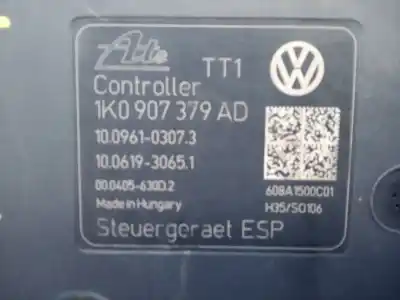 Ate TT1
Controller
1K0 907 379 AD
10.0961-0307.3
10.0619-3065.1
00.0405-630D.2
608A1500C01
Made in Hungary
H35/SO106
Steuergeraet ESP